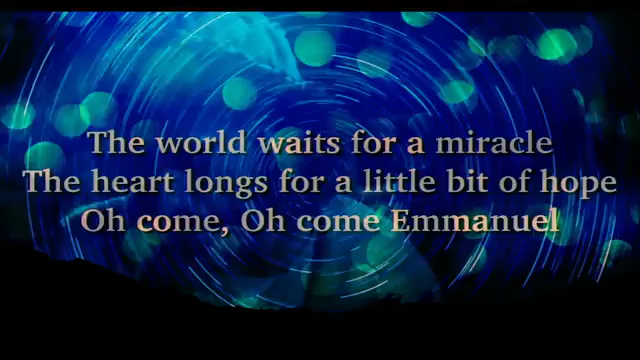 The world waits for a miracle
The heart longs for a little bit of hope
Oh come, Oh come Emmanuel